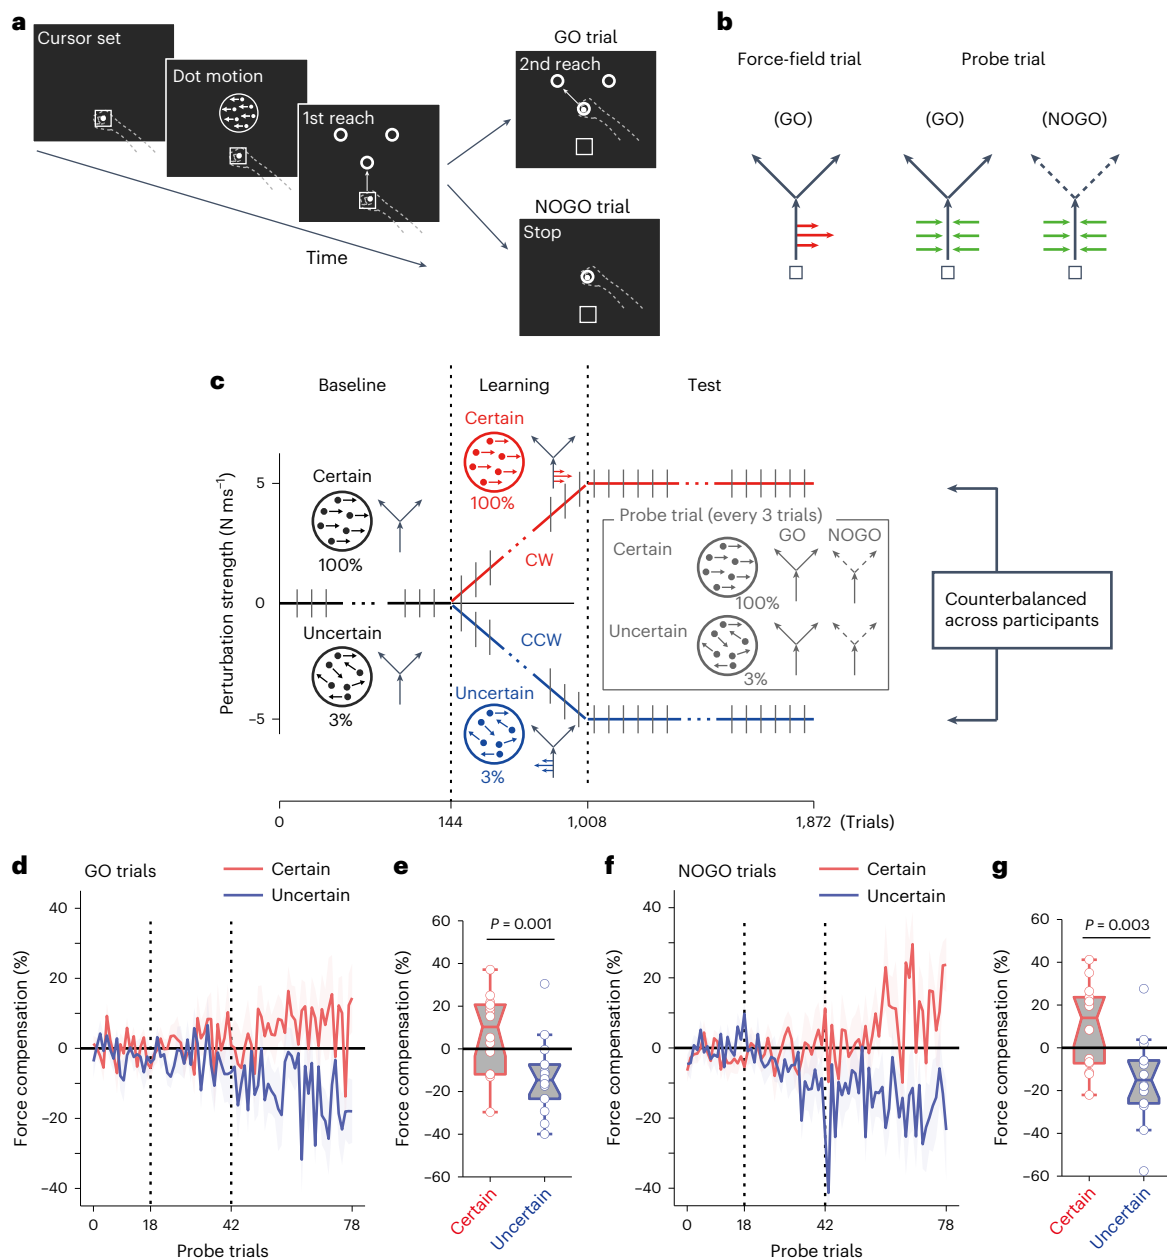 a
Cursor set
Dot motion
1st reach
Time
GO trial
2nd reach
NOGO trial
Stop
b
Force-field trial
Probe trial
(GO)
(GO)
(NOGO)
c
Baseline
Learning
Test
Perturbation strength (N ms⁻¹)
5
0
−5
Certain
100%
Uncertain
3%
Certain
100%
CW
CCW
Uncertain
3%
Probe trial (every 3 trials)
GO
NOGO
Certain
100%
Uncertain
3%
Counterbalanced
across participants
0
144
1,008
1,872
(Trials)
d
GO trials
Certain
Uncertain
Force compensation (%)
40
20
0
−20
−40
0
18
42
78
Probe trials
e
P = 0.001
Force compensation (%)
60
40
20
0
−20
−40
−60
Certain
Uncertain
f
NOGO trials
Certain
Uncertain
Force compensation (%)
40
20
0
−20
−40
0
18
42
78
Probe trials
g
P = 0.003
Force compensation (%)
60
40
20
0
−20
−40
−60
Certain
Uncertain